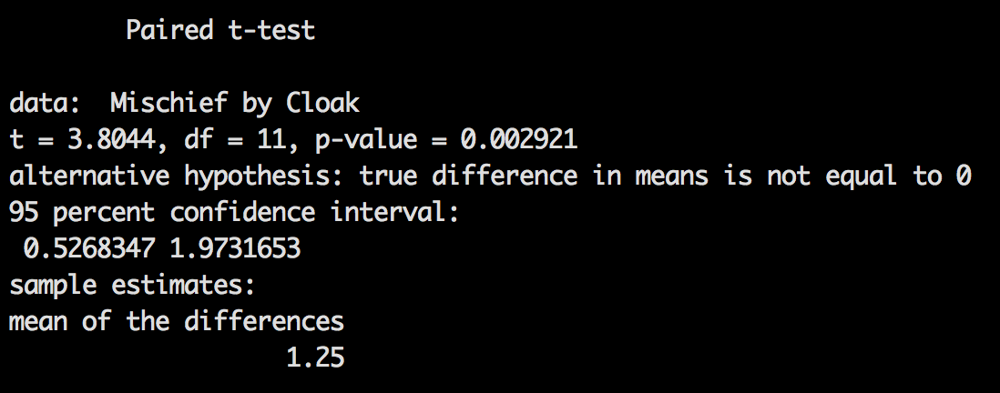 Paired t-test
data:  Mischief by Cloak
t = 3.8044, df = 11, p-value = 0.002921
alternative hypothesis: true difference in means is not equal to 0
95 percent confidence interval:
0.5268347 1.9731653
sample estimates:
mean of the differences
1.25